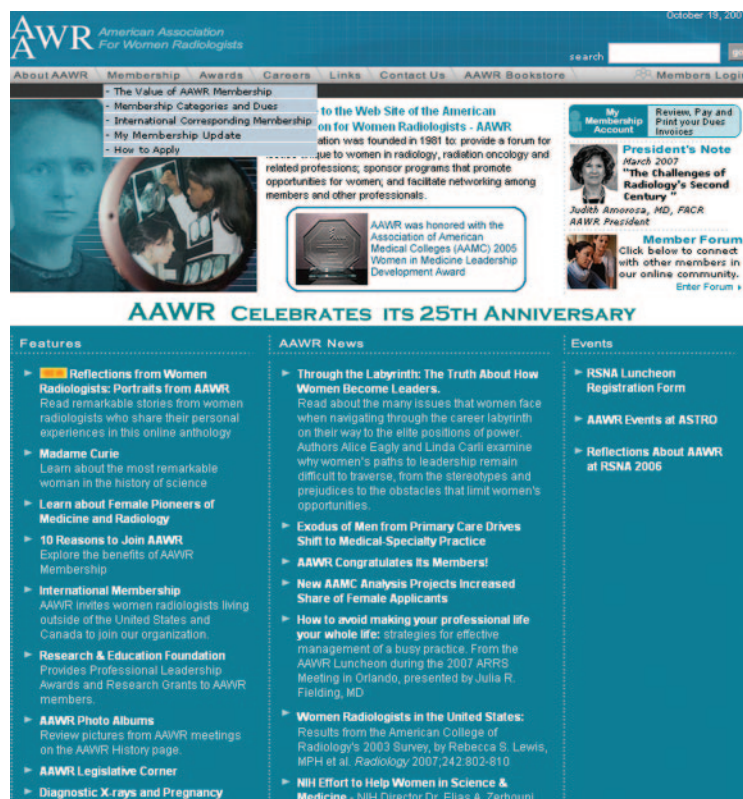 October 19, 200
AAWR American Association
For Women Radiologists
search
go
About AAWR Membership Awards Careers Links Contact Us AAWR Bookstore Members Login
- The Value of AAWR Membership
- Membership Categories and Dues
- International Corresponding Membership
- My Membership Update
- How to Apply
to the Web Site of the American
on for Women Radiologists - AAWR
ation was founded in 1981 to: provide a forum for
ique to women in radiology, radiation oncology and
related professions; sponsor programs that promote
opportunities for women; and facilitate networking among
members and other professionals.
AAWR was honored with the
Association of American
Medical Colleges (AAMC) 2005
Women in Medicine Leadership
Development Award
My
Membership
Account
Review, Pay and
Print your Dues
Invoices
President's Note
March 2007
"The Challenges of
Radiology's Second
Century "
Judith Amorosa, MD, FACR
AAWR President
Member Forum
Click below to connect
with other members in
our online community.
Enter Forum
AAWR CELEBRATES ITS 25TH ANNIVERSARY
Features
Reflections from Women
Radiologists: Portraits from AAWR
Read remarkable stories from women
radiologists who share their personal
experiences in this online anthology
Madame Curie
Learn about the most remarkable
woman in the history of science
Learn about Female Pioneers of
Medicine and Radiology
10 Reasons to Join AAWR
Explore the benefits of AAWR
Membership
International Membership
AAWR invites women radiologists living
outside of the United States and
Canada to join our organization.
Research & Education Foundation
Provides Professional Leadership
Awards and Research Grants to AAWR
members.
AAWR Photo Albums
Review pictures from AAWR meetings
on the AAWR History page.
AAWR Legislative Corner
Diagnostic X-rays and Pregnancy
AAWR News
Through the Labyrinth: The Truth About How
Women Become Leaders.
Read about the many issues that women face
when navigating through the career labyrinth
on their way to the elite positions of power.
Authors Alice Eagly and Linda Carli examine
why women's paths to leadership remain
difficult to traverse, from the stereotypes and
prejudices to the obstacles that limit women's
opportunities.
Exodus of Men from Primary Care Drives
Shift to Medical-Specialty Practice
AAWR Congratulates Its Members!
New AAMC Analysis Projects Increased
Share of Female Applicants
How to avoid making your professional life
your whole life: strategies for effective
management of a busy practice. From the
AAWR Luncheon during the 2007 ARRS
Meeting in Orlando, presented by Julia R.
Fielding, MD
Women Radiologists in the United States:
Results from the American College of
Radiology's 2003 Survey, by Rebecca S. Lewis,
MPH et al. Radiology 2007;242:802-810
NIH Effort to Help Women in Science &
Medicine - NIH Director Dr. Elias A. Zerhouni
Events
RSNA Luncheon
Registration Form
AAWR Events at ASTRO
Reflections About AAWR
at RSNA 2006